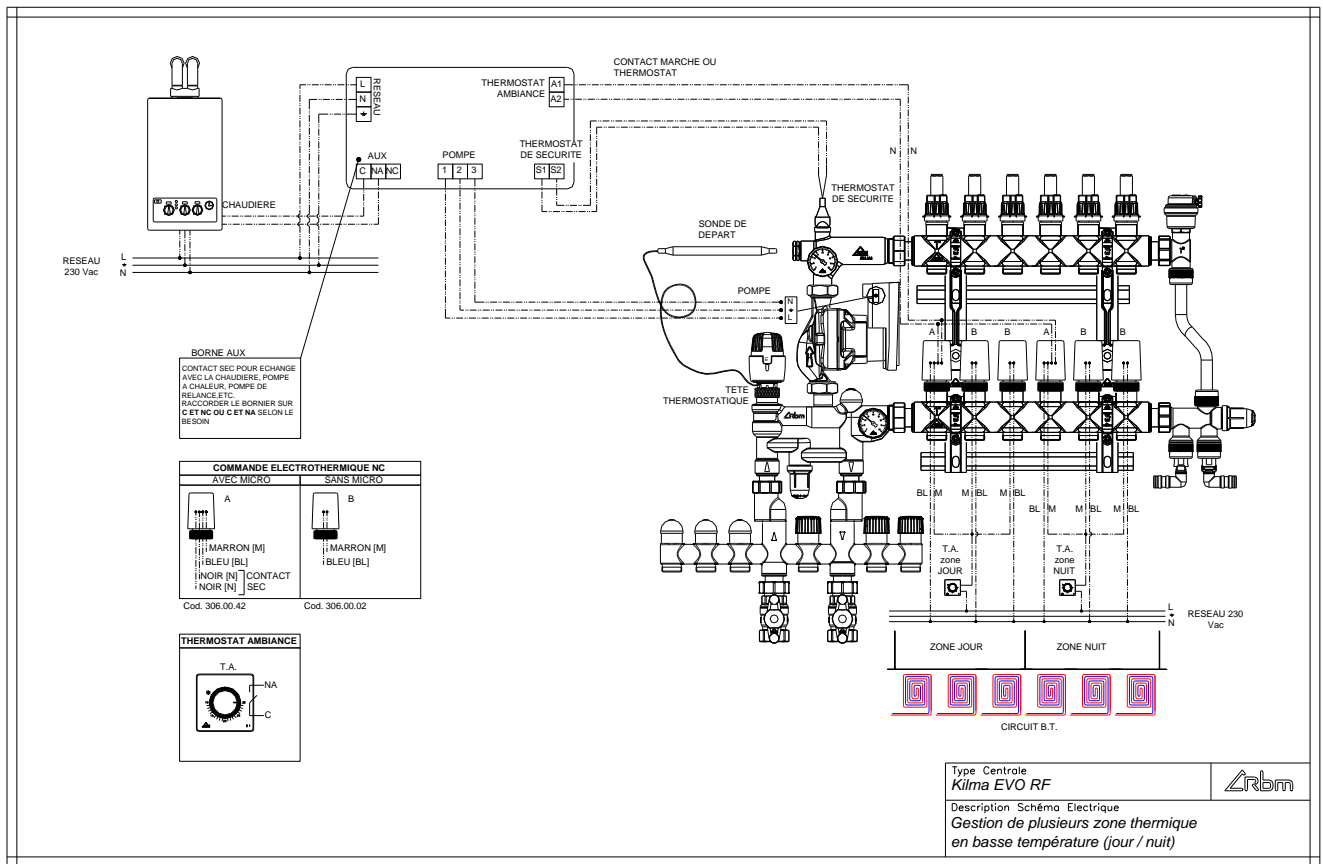 CONTACT MARCHE OU
THERMOSTAT
L
N
RESEAU
THERMOSTAT
AMBIANCE
A1
A2
AUX
C NA NC
POMPE
1 2 3
THERMOSTAT
DE SECURITE
S1 S2
N N
CHAUDIERE
RESEAU
230 Vac
L
N
THERMOSTAT
DE SECURITE
SONDE DE
DEPART
POMPE
N
L
TETE
THERMOSTATIQUE
rbm
A B B A B B
BORNE AUX
CONTACT SEC POUR ECHANGE
AVEC LA CHAUDIERE, POMPE
A CHALEUR, POMPE DE
RELANCE,ETC.
RACCORDER LE BORNIER SUR
C ET NC OU C ET NA SELON LE
BESOIN
COMMANDE ELECTROTHERMIQUE NC
AVEC MICRO SANS MICRO
A
MARRON [M]
BLEU [BL]
NOIR [N]
NOIR [N]
CONTACT
SEC
B
MARRON [M]
BLEU [BL]
Cod. 306.00.42 Cod. 306.00.02
BL M M BL M BL
BL M M BL M BL
T.A.
zone
JOUR
T.A.
zone
NUIT
L
N
RESEAU 230
Vac
ZONE JOUR ZONE NUIT
CIRCUIT B.T.
THERMOSTAT AMBIANCE
T.A.
NA
C
Type Centrale
Kilma EVO RF
rbm
Description Schéma Electrique
Gestion de plusieurs zone thermique
en basse température (jour / nuit)